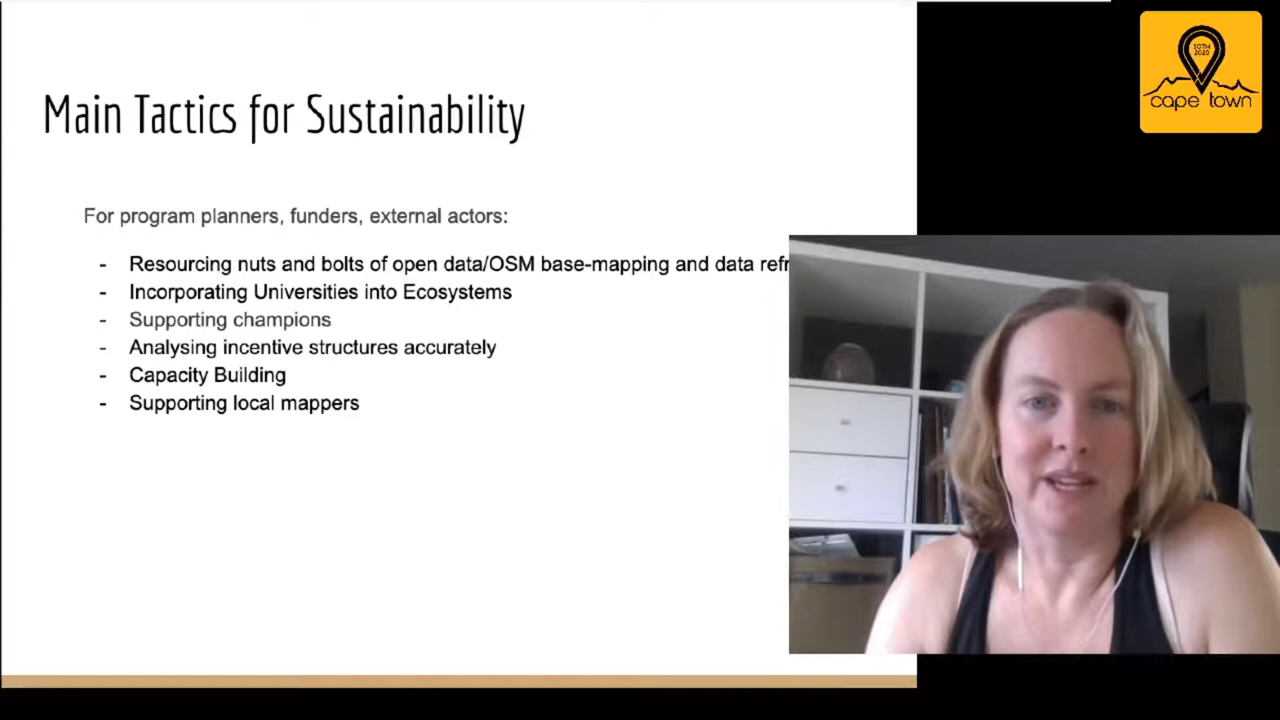 Main Tactics for Sustainability
For program planners, funders, external actors:
- Resourcing nuts and bolts of open data/OSM base-mapping and data
- Incorporating Universities into Ecosystems
- Supporting champions
- Analysing incentive structures accurately
- Capacity Building
- Supporting local mappers
SOTM
2020
cape town